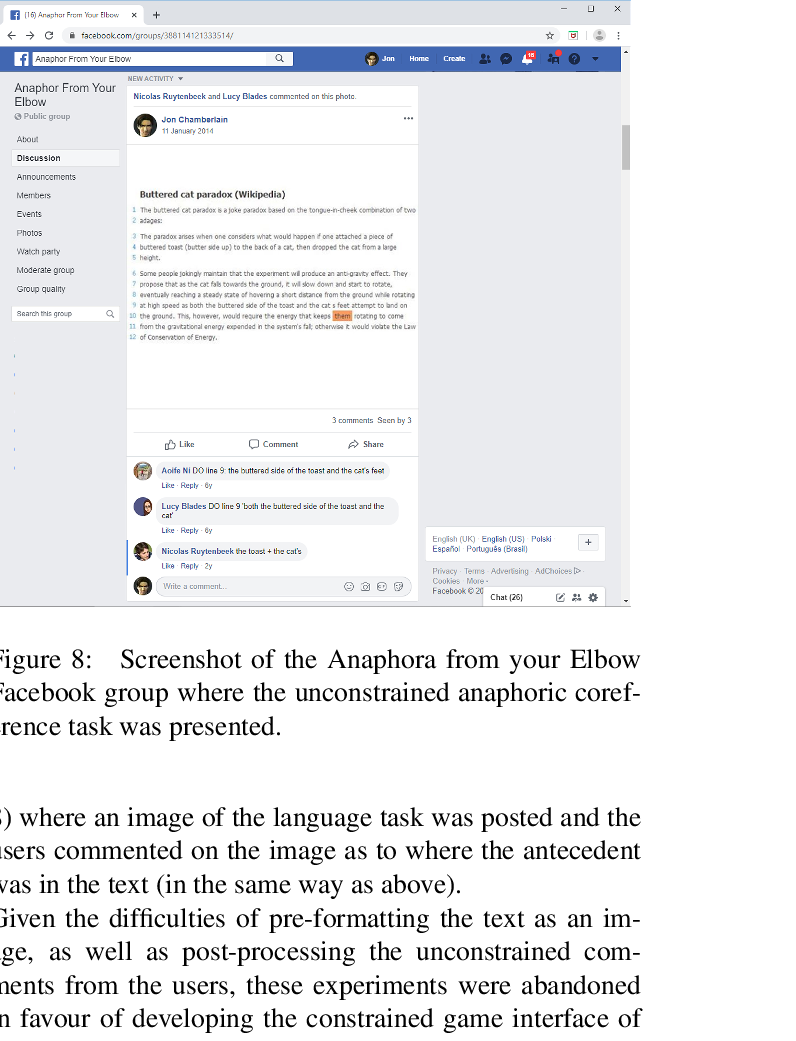 (16) Anaphor From Your Elbow
facebook.com/groups/388114121333514/
Anaphor From Your Elbow
Jon Home Create
16
Anaphor From Your
Elbow
Public group
About
Discussion
Announcements
Members
Events
Photos
Watch party
Moderate group
Group quality
Search this group
NEW ACTIVITY
Nicolas Ruytenbeek and Lucy Blades commented on this photo.
Jon Chamberlain
11 January 2014
Buttered cat paradox (Wikipedia)
1 The buttered cat paradox is a joke paradox based on the tongue-in-cheek combination of two
2 adages:
3 The paradox arises when one considers what would happen if one attached a piece of
4 buttered toast (butter side up) to the back of a cat, then dropped the cat from a large
5 height.
6 Some people jokingly maintain that the experiment will produce an anti-gravity effect. They
7 propose that as the cat falls towards the ground, it will slow down and start to rotate,
8 eventually reaching a steady state of hovering a short distance from the ground while rotating
9 at high speed as both the buttered side of the toast and the cat s feet attempt to land on
10 the ground. This, however, would require the energy that keeps them rotating to come
11 from the gravitational energy expended in the system's fall; otherwise it would violate the Law
12 of Conservation of Energy.
3 comments Seen by 3
Like Comment Share
Aoife Ni DO line 9: the buttered side of the toast and the cat's feet
Like · Reply · 6y
Lucy Blades DO line 9 'both the buttered side of the toast and the
cat'
Like · Reply · 6y
Nicolas Ruytenbeek the toast + the cat's
Like · Reply · 2y
Write a comment...
English (UK) · English (US) · Polski
Español · Português (Brasil)
Privacy · Terms · Advertising · AdChoices
Cookies · More
Facebook © 20
Chat (26)
Figure 8: Screenshot of the Anaphora from your Elbow
Facebook group where the unconstrained anaphoric coref-
erence task was presented.
8) where an image of the language task was posted and the
users commented on the image as to where the antecedent
was in the text (in the same way as above).
Given the difficulties of pre-formatting the text as an im-
age, as well as post-processing the unconstrained com-
ments from the users, these experiments were abandoned
in favour of developing the constrained game interface of